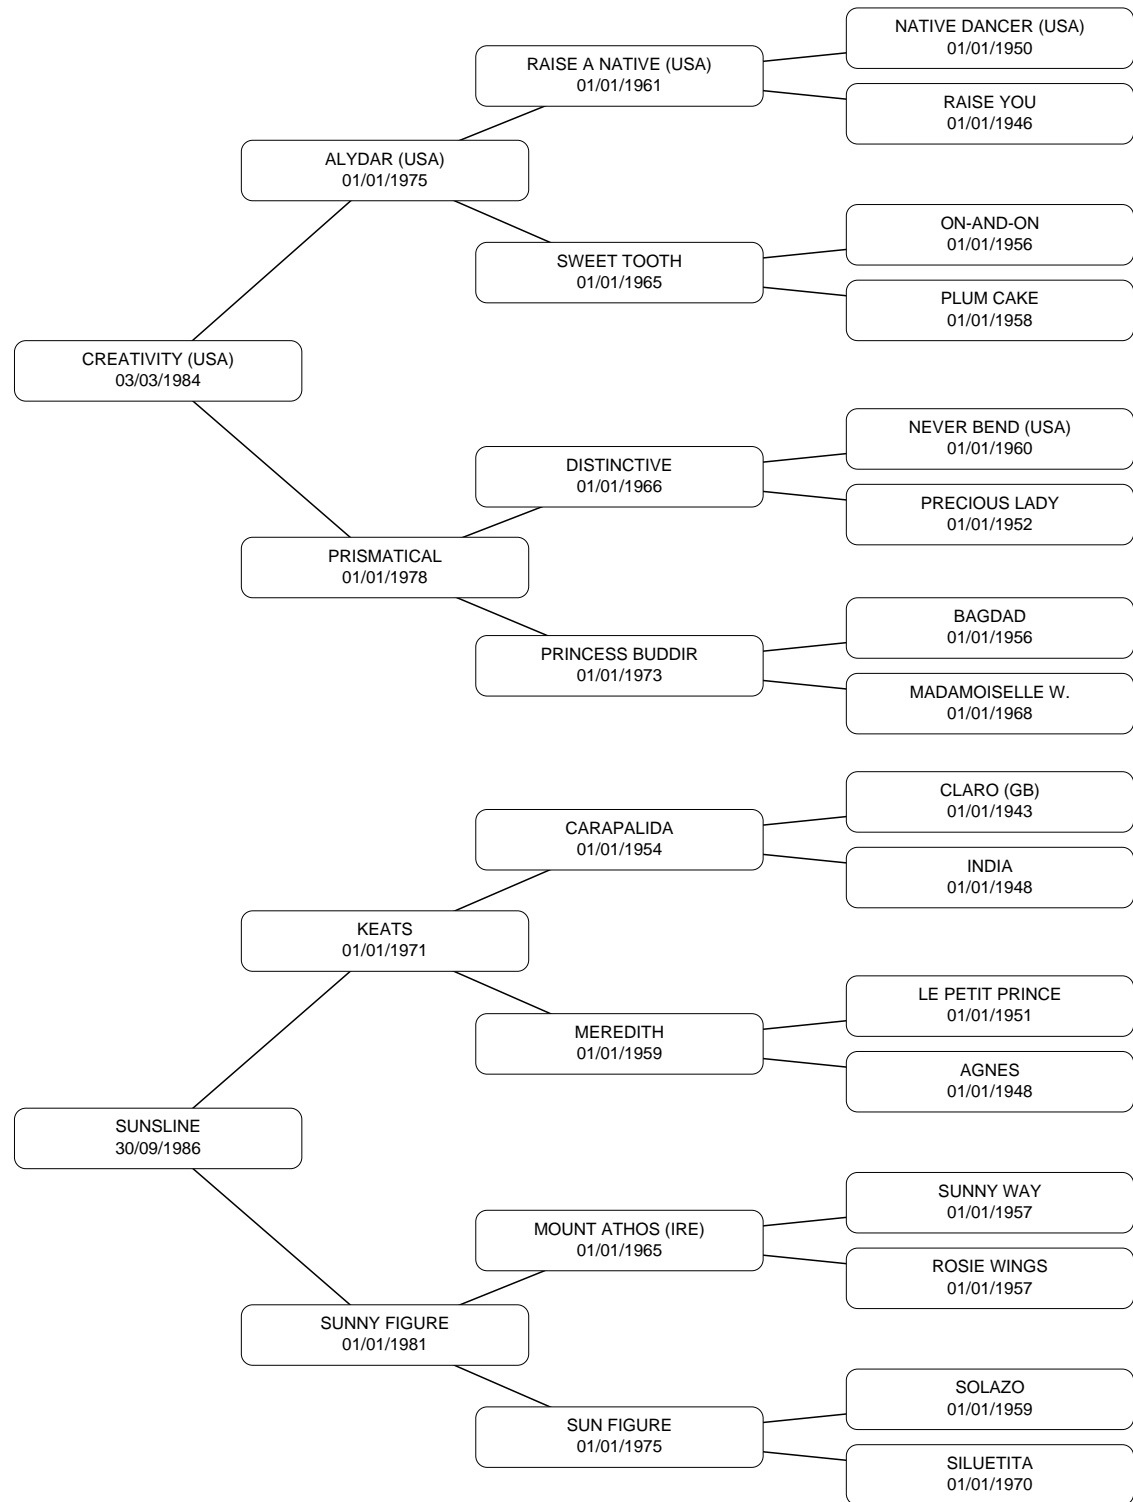 NATIVE DANCER (USA)
01/01/1950
RAISE A NATIVE (USA)
01/01/1961
RAISE YOU
01/01/1946
ALYDAR (USA)
01/01/1975
ON-AND-ON
01/01/1956
SWEET TOOTH
01/01/1965
PLUM CAKE
01/01/1958
CREATIVITY (USA)
03/03/1984
NEVER BEND (USA)
01/01/1960
DISTINCTIVE
01/01/1966
PRECIOUS LADY
01/01/1952
PRISMATICAL
01/01/1978
BAGDAD
01/01/1956
PRINCESS BUDDIR
01/01/1973
MADAMOISELLE W.
01/01/1968
CLARO (GB)
01/01/1943
CARAPALIDA
01/01/1954
INDIA
01/01/1948
KEATS
01/01/1971
LE PETIT PRINCE
01/01/1951
MEREDITH
01/01/1959
AGNES
01/01/1948
SUNSLINE
30/09/1986
SUNNY WAY
01/01/1957
MOUNT ATHOS (IRE)
01/01/1965
ROSIE WINGS
01/01/1957
SUNNY FIGURE
01/01/1981
SOLAZO
01/01/1959
SUN FIGURE
01/01/1975
SILUETITA
01/01/1970